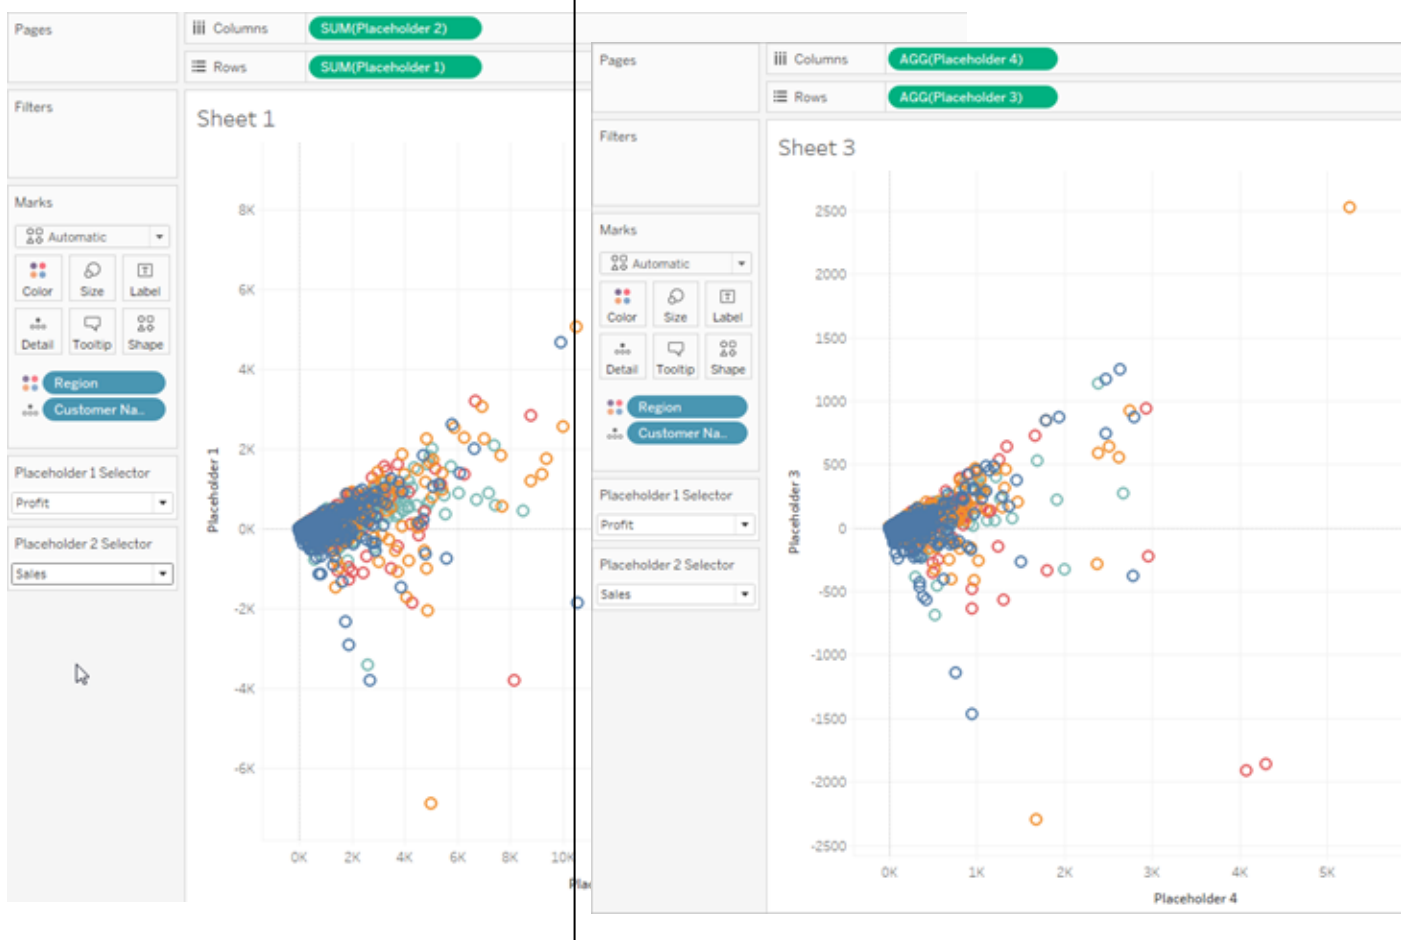 Pages
Columns
SUM(Placeholder 2)
Rows
SUM(Placeholder 1)
Filters
Sheet 1
Marks
Automatic
Color
Size
Label
Detail
Tooltip
Shape
Region
Customer Na..
Placeholder 1 Selector
Profit
Placeholder 2 Selector
Sales
Placeholder 1
8K
6K
4K
2K
0K
-2K
-4K
-6K
0K
2K
4K
6K
8K
10K
Pla
Pages
Columns
AGG(Placeholder 4)
Rows
AGG(Placeholder 3)
Filters
Sheet 3
Marks
Automatic
Color
Size
Label
Detail
Tooltip
Shape
Region
Customer Na..
Placeholder 1 Selector
Profit
Placeholder 2 Selector
Sales
Placeholder 3
2500
2000
1500
1000
500
0
-500
-1000
-1500
-2000
-2500
0K
1K
2K
3K
4K
5K
Placeholder 4